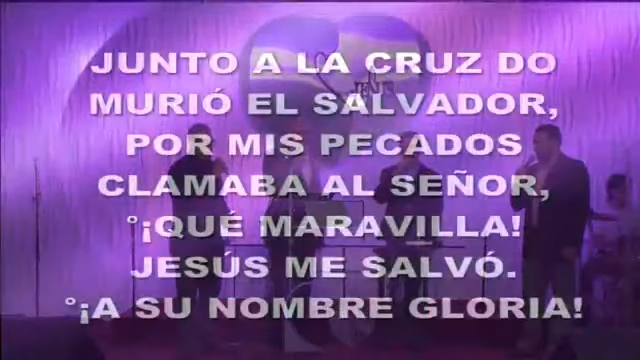 JUNTO A LA CRUZ DO
MURIÓ EL SALVADOR,
POR MIS PECADOS
CLAMABA AL SEÑOR,
°¡QUÉ MARAVILLA!
JESÚS ME SALVÓ.
°¡A SU NOMBRE GLORIA!